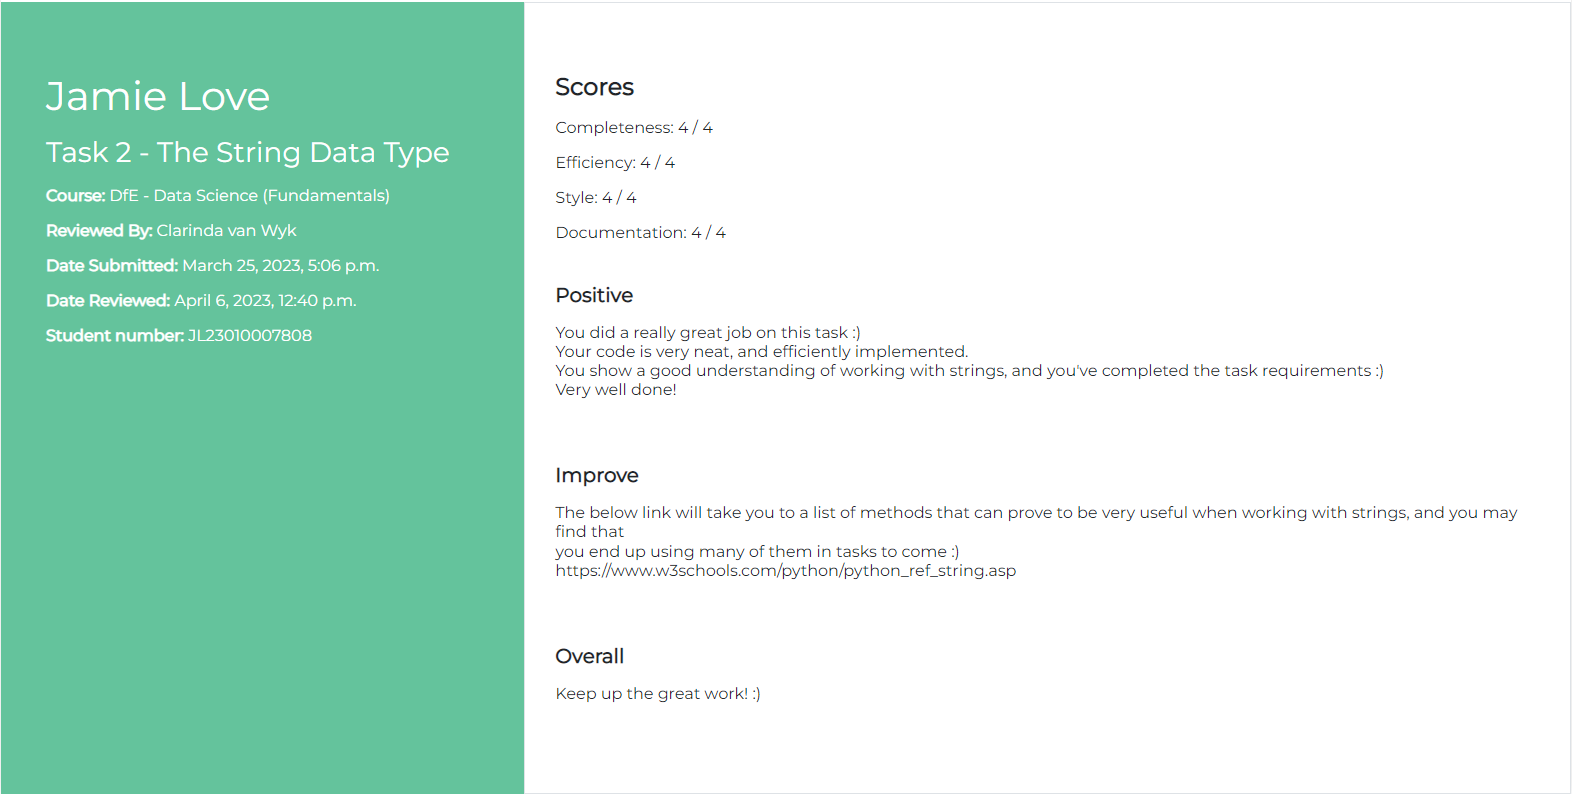 Jamie Love
Task 2 - The String Data Type
Course: DfE - Data Science (Fundamentals)
Reviewed By: Clarinda van Wyk
Date Submitted: March 25, 2023, 5:06 p.m.
Date Reviewed: April 6, 2023, 12:40 p.m.
Student number: JL23010007808
Scores
Completeness: 4 / 4
Efficiency: 4 / 4
Style: 4 / 4
Documentation: 4 / 4
Positive
You did a really great job on this task :)
Your code is very neat, and efficiently implemented.
You show a good understanding of working with strings, and you've completed the task requirements :)
Very well done!
Improve
The below link will take you to a list of methods that can prove to be very useful when working with strings, and you may
find that
you end up using many of them in tasks to come :)
https://www.w3schools.com/python/python_ref_string.asp
Overall
Keep up the great work! :)